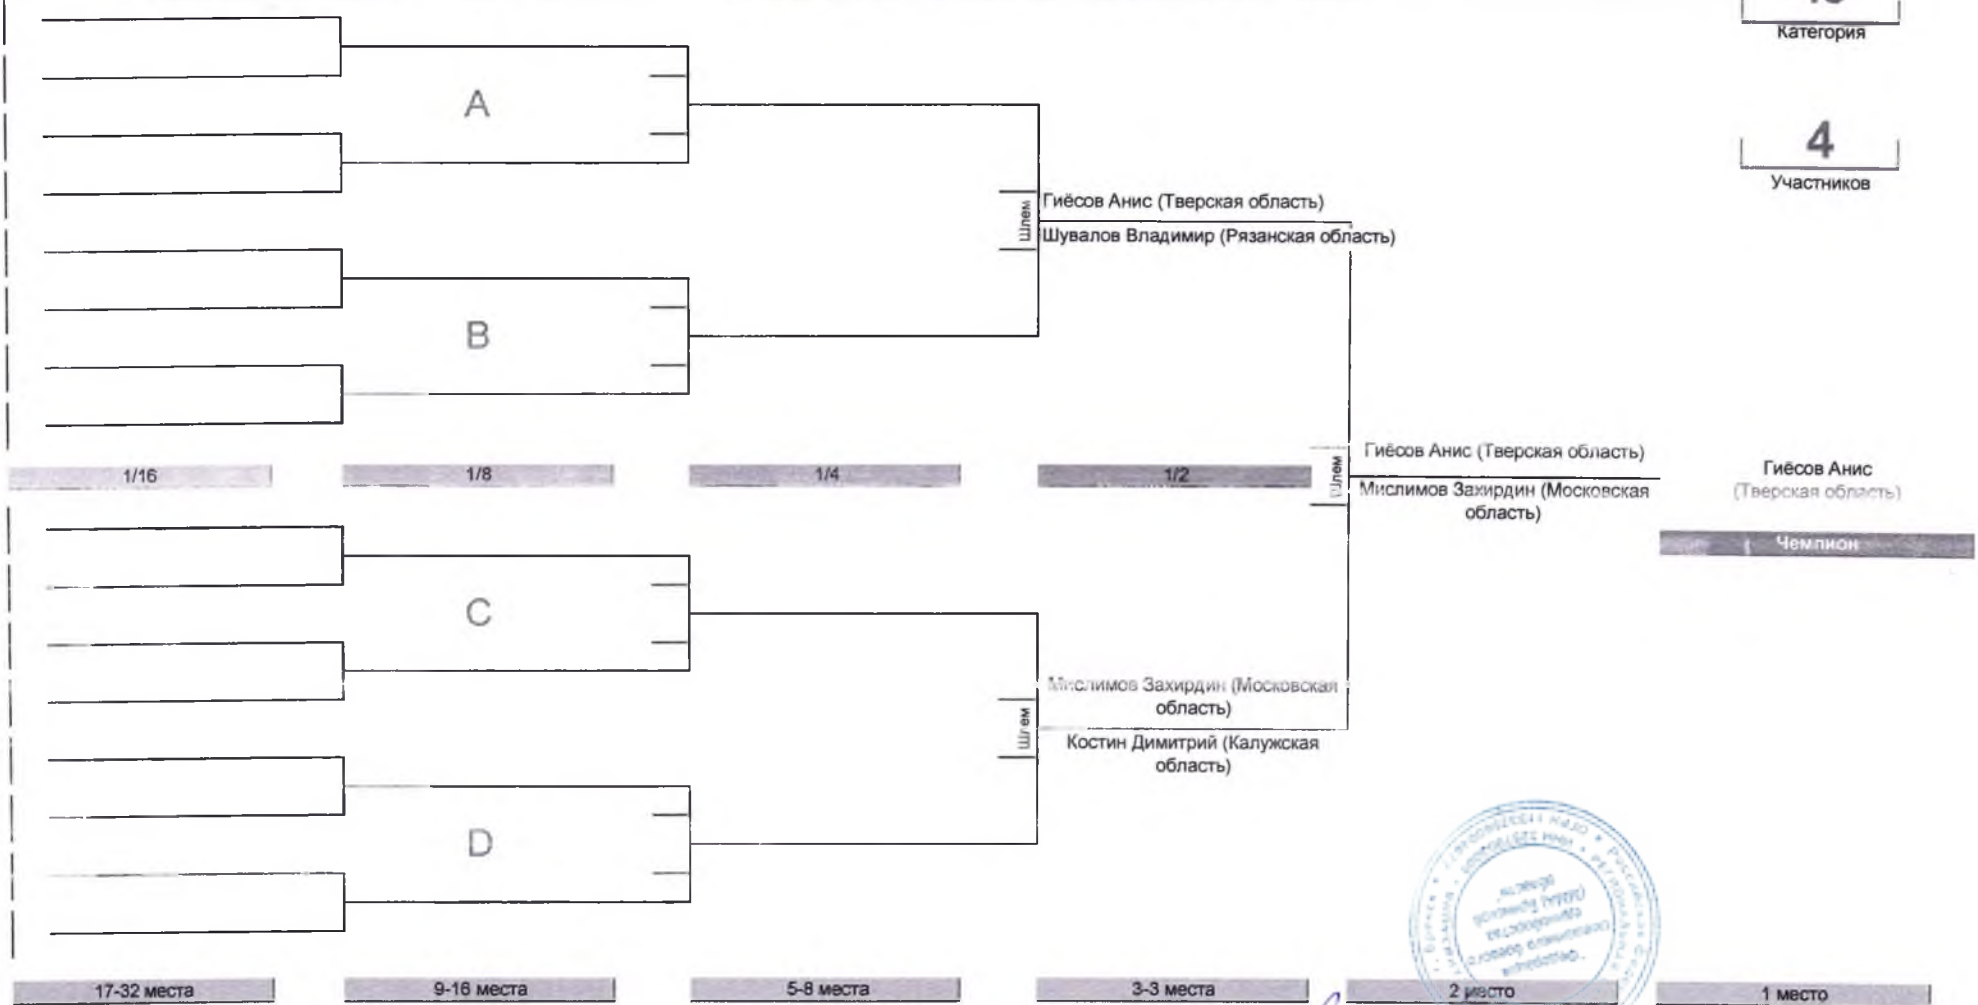 Категория
4
Участников
A
Шлем
Гиёсов Анис (Тверская область)
Шувалов Владимир (Рязанская область)
B
1/16
1/8
1/4
1/2
Шлем
Гиёсов Анис (Тверская область)
Мислимов Захирдин (Московская
область)
Гиёсов Анис
(Тверская область)
Чемпион
C
Мислимов Захирдин (Московская
область)
Шлем
Костин Димитрий (Калужская
область)
D
17-32 места
9-16 места
5-8 места
3-3 места
2 место
1 место